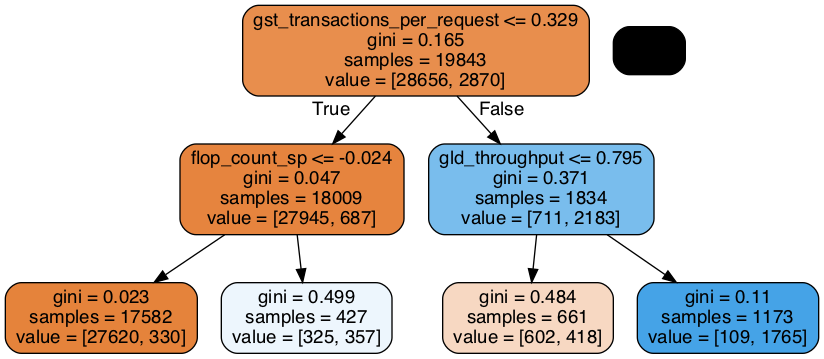 gst_transactions_per_request <= 0.329
gini = 0.165
samples = 19843
value = [28656, 2870]
True
False
flop_count_sp <= -0.024
gini = 0.047
samples = 18009
value = [27945, 687]
gld_throughput <= 0.795
gini = 0.371
samples = 1834
value = [711, 2183]
gini = 0.023
samples = 17582
value = [27620, 330]
gini = 0.499
samples = 427
value = [325, 357]
gini = 0.484
samples = 661
value = [602, 418]
gini = 0.11
samples = 1173
value = [109, 1765]